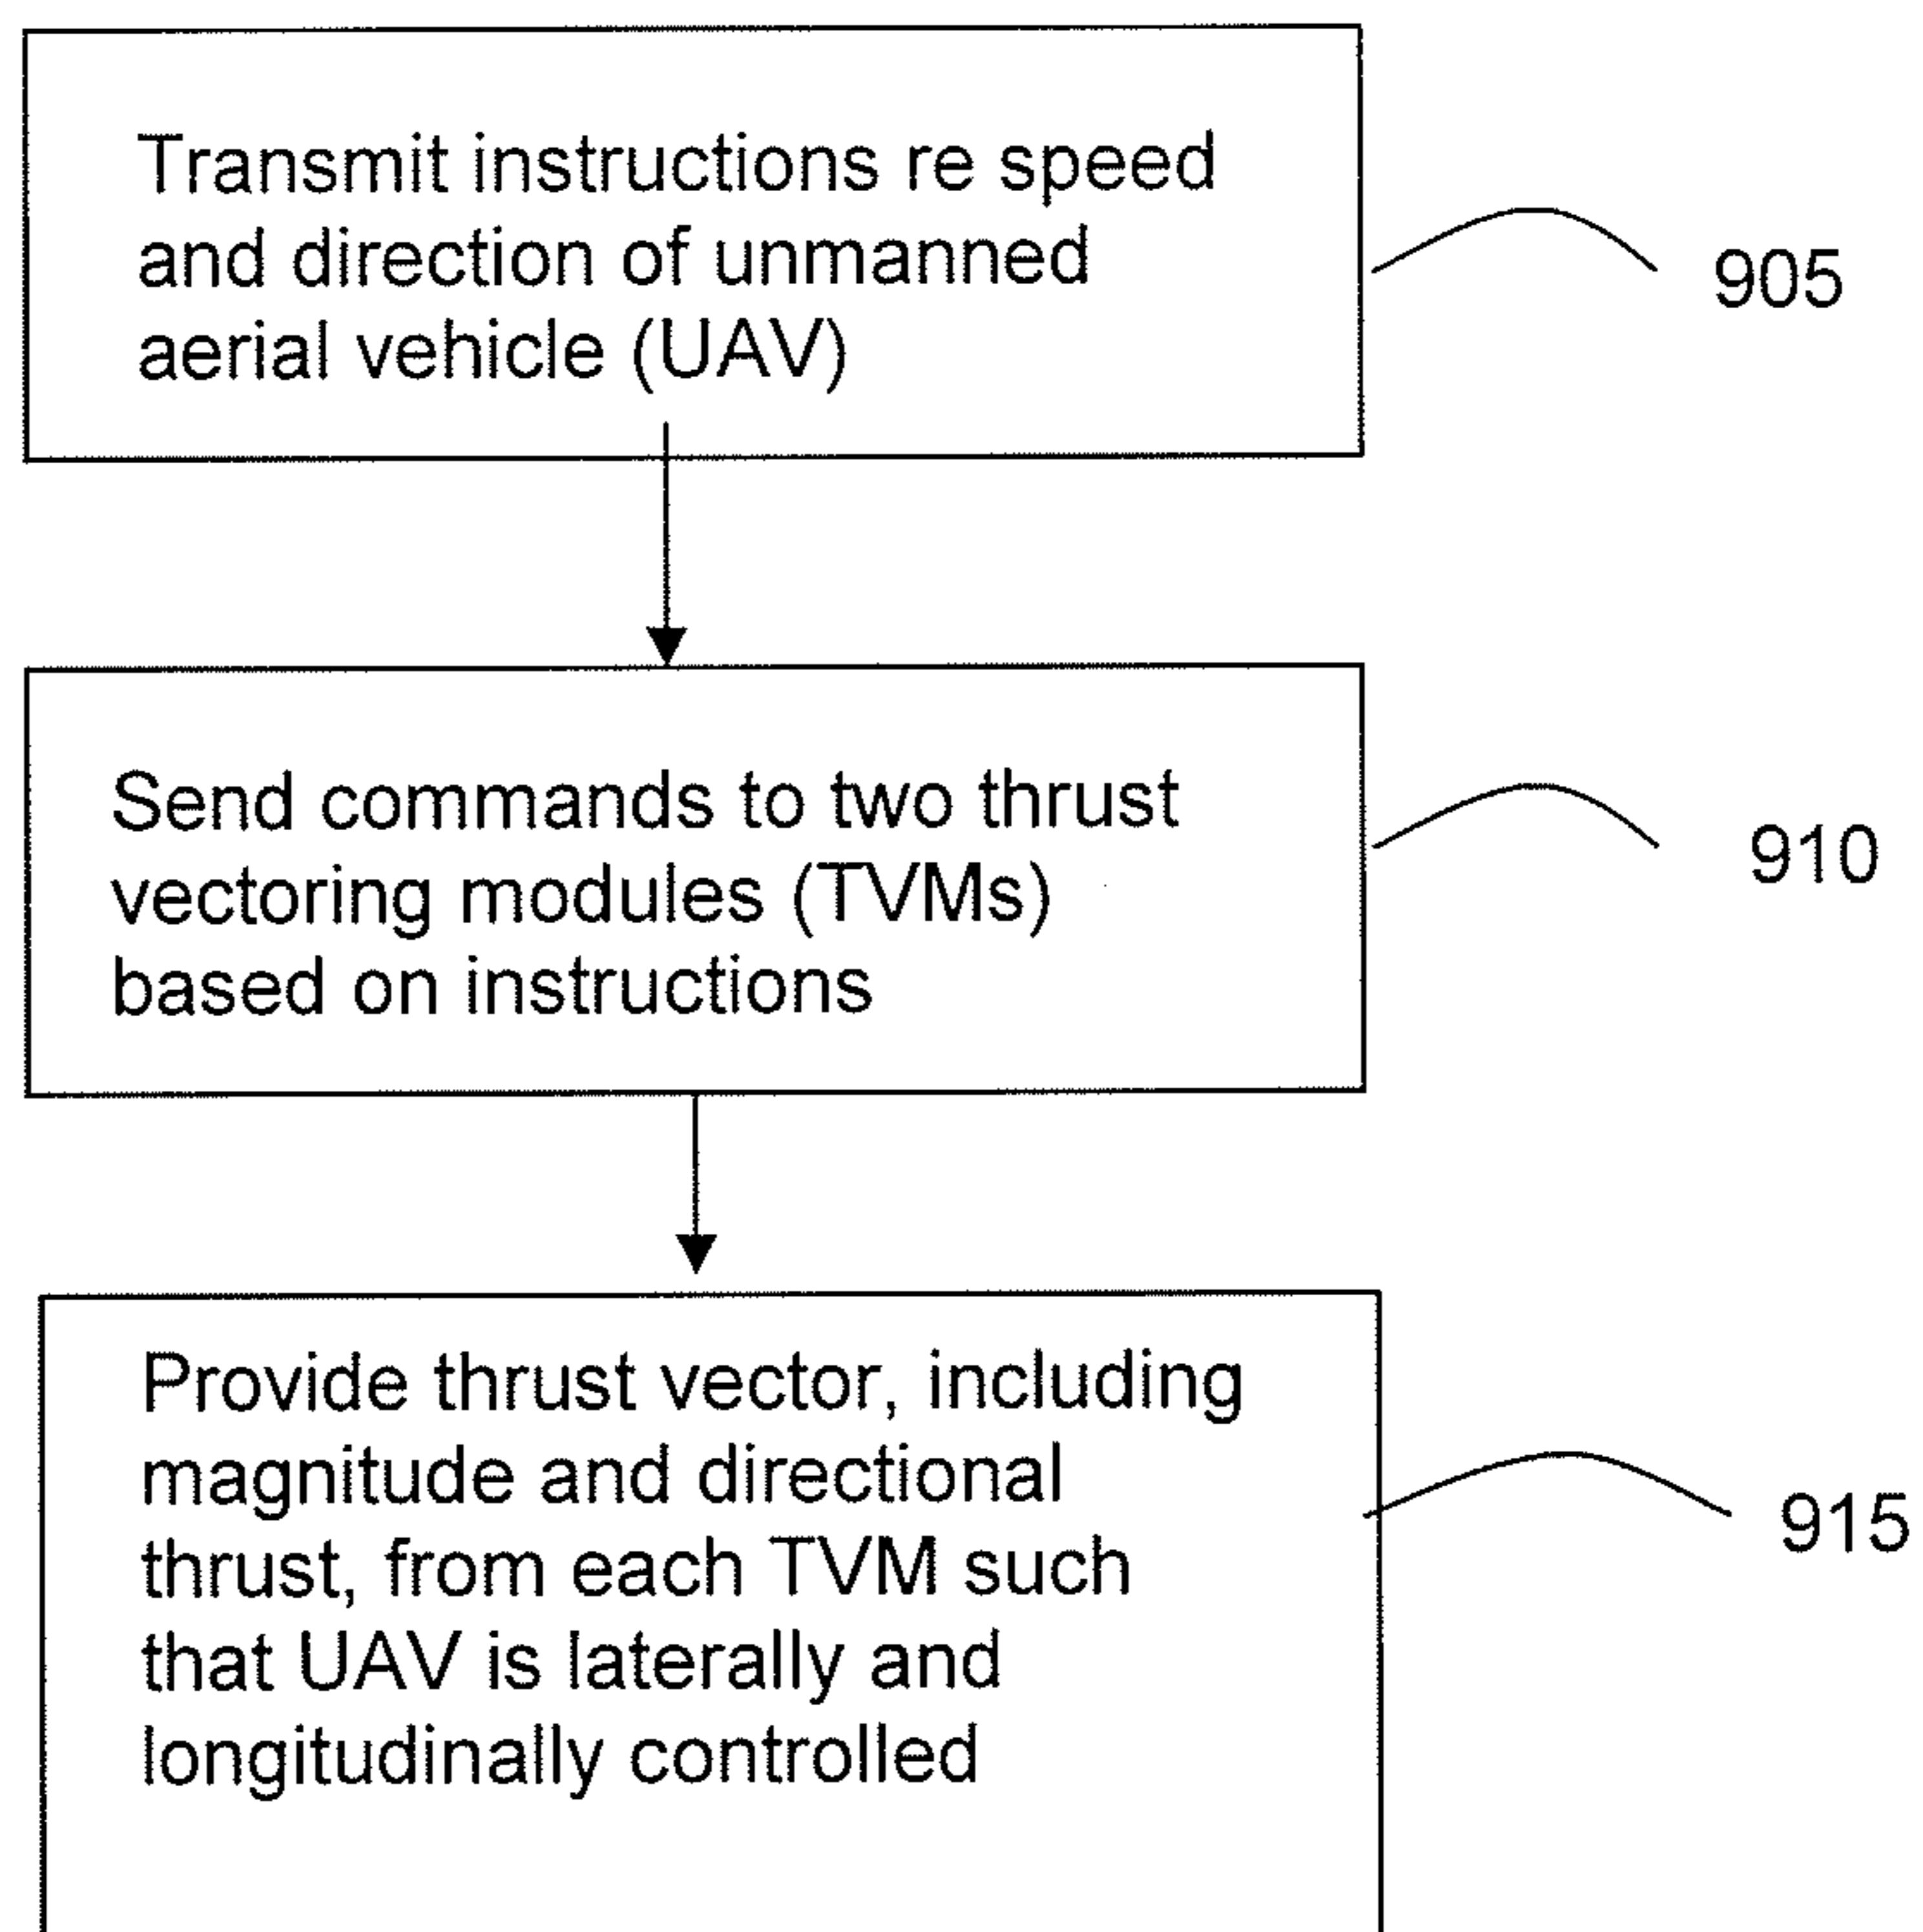 Transmit instructions re speed
and direction of unmanned
aerial vehicle (UAV)
905
Send commands to two thrust
vectoring modules (TVMs)
based on instructions
910
Provide thrust vector, including
magnitude and directional
thrust, from each TVM such
that UAV is laterally and
longitudinally controlled
915